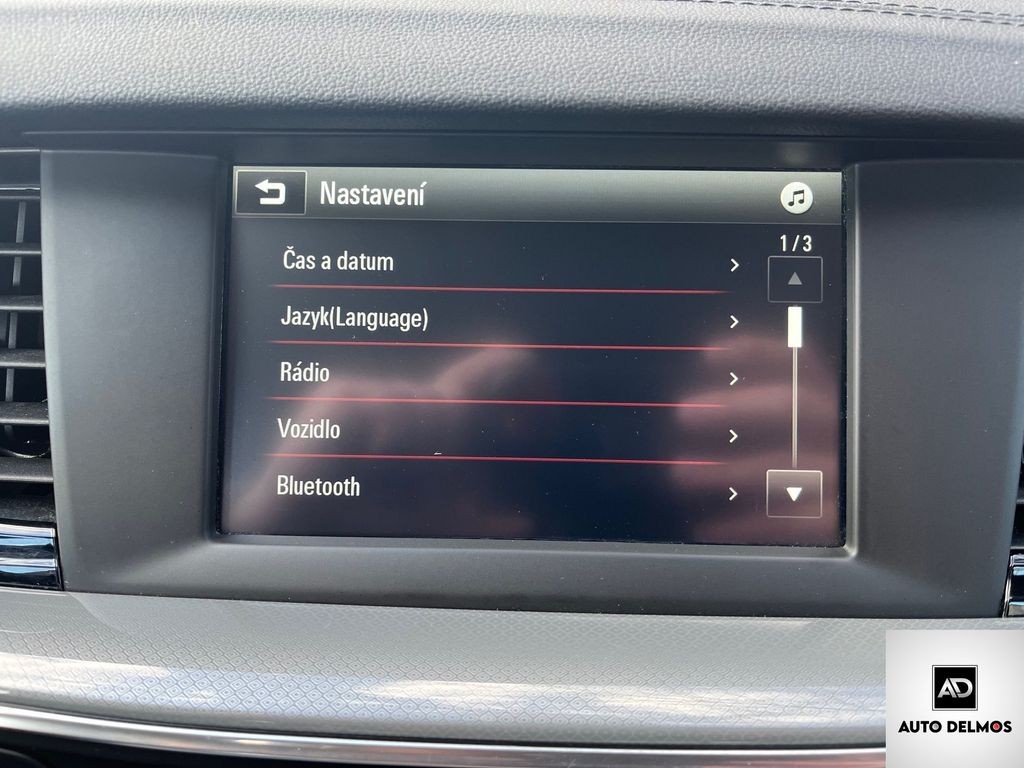 Nastavení
1/3
Čas a datum
Jazyk(Language)
Rádio
Vozidlo
Bluetooth
AD
AUTO DELMOS